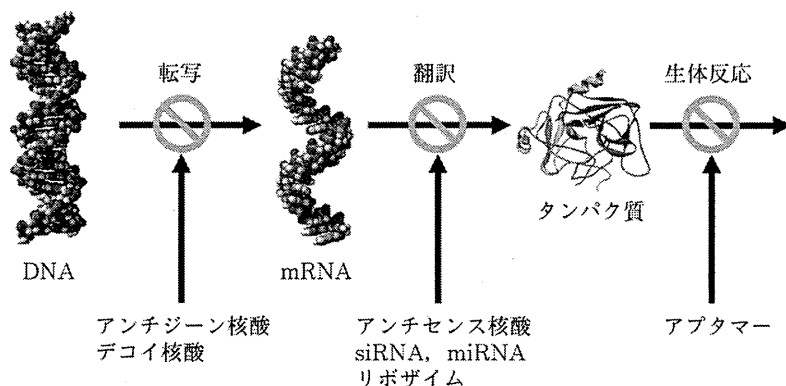 転写
翻訳
生体反応
DNA
mRNA
タンパク質
アンチジーン核酸
デコイ核酸
アンチセンス核酸
siRNA, miRNA
リボザイム
アプタマー